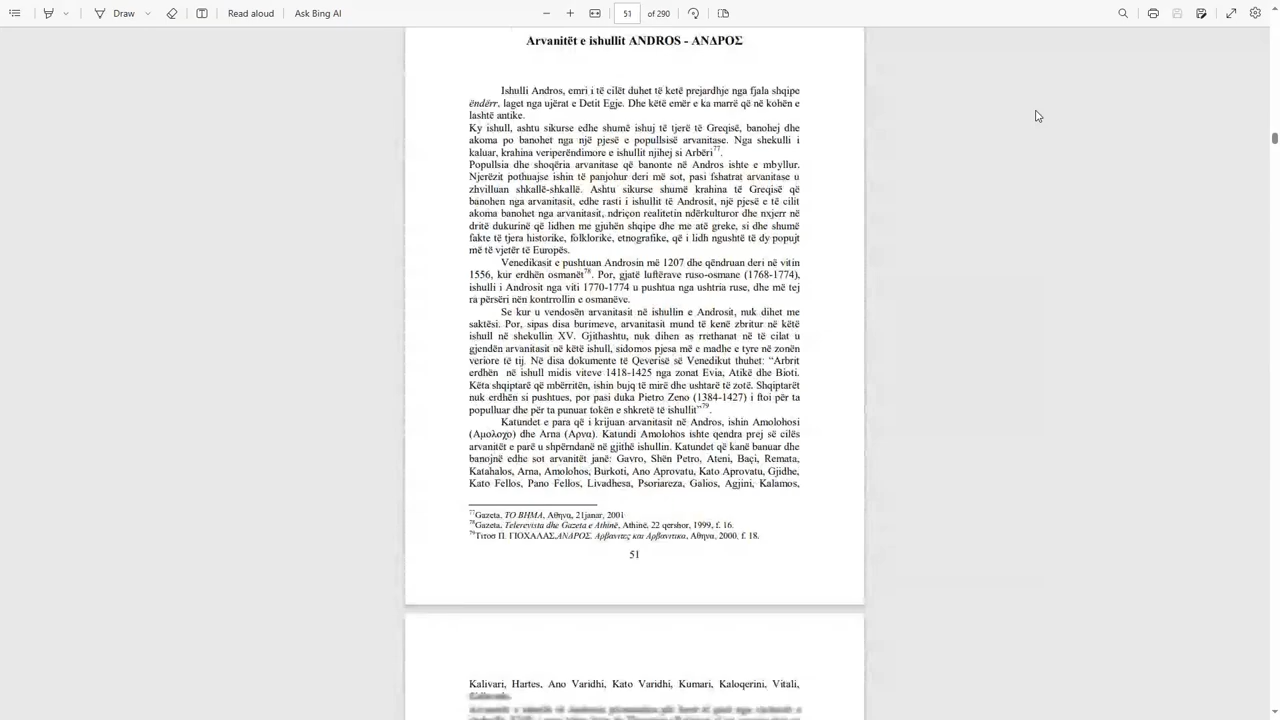 Draw
Read aloud
Ask Bing AI
51 of 290
Arvanitët e ishullit ANDROS - ΑΝΔΡΟΣ
Ishulli Andros, emri i të cilët duhet të ketë prejardhje nga fjala shqipe
ëndërr, laget nga ujërat e Detit Egje. Dhe këtë emër e ka marrë që në kohën e
lashtë antike.
Ky ishull, ashtu sikurse edhe shumë ishuj të tjerë të Greqisë, banohej dhe
akoma po banohet nga një pjesë e popullsisë arvanitase. Nga shekulli i
kaluar, krahina veriperëndimore e ishullit njihej si Arbëri77.
Popullsia dhe shoqëria arvanitase që banonte në Andros ishte e mbyllur.
Njerëzit pothuajse ishin të panjohur deri më sot, pasi fshatrat arvanitase u
zhvilluan shkallë-shkallë. Ashtu sikurse shumë krahina të Greqisë që
banohen nga arvanitasit, edhe rasti i ishullit të Androsit, një pjesë e të cilit
akoma banohet nga arvanitasit, ndriçon realitetin ndërkulturor dhe nxjerr në
dritë dukurinë që lidhen me gjuhën shqipe dhe me atë greke, si dhe shumë
fakte të tjera historike, folklorike, etnografike, që i lidh ngushtë të dy popujt
më të vjetër të Europës.
Venedikasit e pushtuan Androsin më 1207 dhe qëndruan deri në vitin
1556, kur erdhën osmanët78. Por, gjatë luftërave ruso-osmane (1768-1774),
ishulli i Androsit nga viti 1770-1774 u pushtua nga ushtria ruse, dhe më tej
ra përsëri nën kontrrollin e osmanëve.
Se kur u vendosën arvanitasit në ishullin e Androsit, nuk dihet me
saktësi. Por, sipas disa burimeve, arvanitasit mund të kenë zbritur në këtë
ishull në shekullin XV. Gjithashtu, nuk dihen as rrethanat në të cilat u
gjendën arvanitasit në këtë ishull, sidomos pjesa më e madhe e tyre në zonën
veriore të tij. Në disa dokumente të Qeverisë së Venedikut thuhet: “Arbrit
erdhën në ishull midis viteve 1418-1425 nga zonat Evia, Atikë dhe Bioti.
Këta shqiptarë që mbërritën, ishin bujq të mirë dhe ushtarë të zotë. Shqiptarët
nuk erdhën si pushtues, por pasi duka Pietro Zeno (1384-1427) i ftoi për ta
populluar dhe për ta punuar tokën e shkretë të ishullit”79.
Katundet e para që i krijuan arvanitasit në Andros, ishin Amolohosi
(Αμολοχο) dhe Arna (Αρνα). Katundi Amolohos ishte qendra prej së cilës
arvanitët e parë u shpërndanë në gjithë ishullin. Katundet që kanë banuar dhe
banojnë edhe sot arvanitët janë: Gavro, Shën Petro, Ateni, Baçi, Remata,
Katahalos, Arna, Amolohos, Burkoti, Ano Aprovatu, Kato Aprovatu, Gjidhe,
Kato Fellos, Pano Fellos, Livadhesa, Psoriareza, Galios, Agjini, Kalamos,
77Gazeta, ΤΟ ΒΗΜΑ, Αθηνα, 21janar, 2001
78Gazeta, Telerevista dhe Gazeta e Athinë, Athinë, 22 qershor, 1999, f. 16.
79Τιτοσ Π. ΓΙΟΧΑΛΑΣ,ΑΝΔΡΟΣ. Αρβανιτες και Αρβανιτικα, Αθηνα, 2000, f. 18.
51
Kalivari, Hartes, Ano Varidhi, Kato Varidhi, Kumari, Kaloqerini, Vitali,